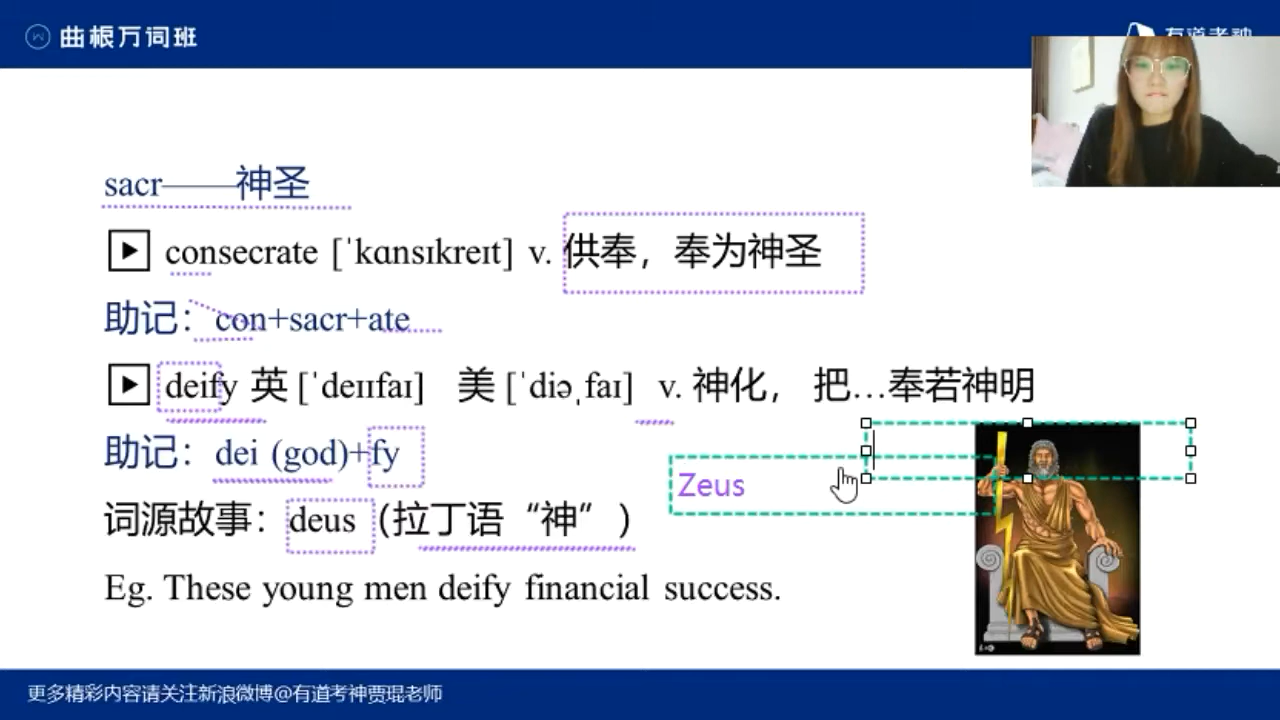 曲根万词班
有道考神
sacr——神圣
consecrate [ˈkɑnsɪkreɪt] v. 供奉，奉为神圣
助记：con+sacr+ate
deify 英 [ˈdeɪɪfaɪ] 美 [ˈdiəˌfaɪ] v. 神化， 把…奉若神明
助记：dei (god)+fy
Zeus
词源故事：deus (拉丁语“神”)
Eg. These young men deify financial success.
更多精彩内容请关注新浪微博@有道考神贾琨老师